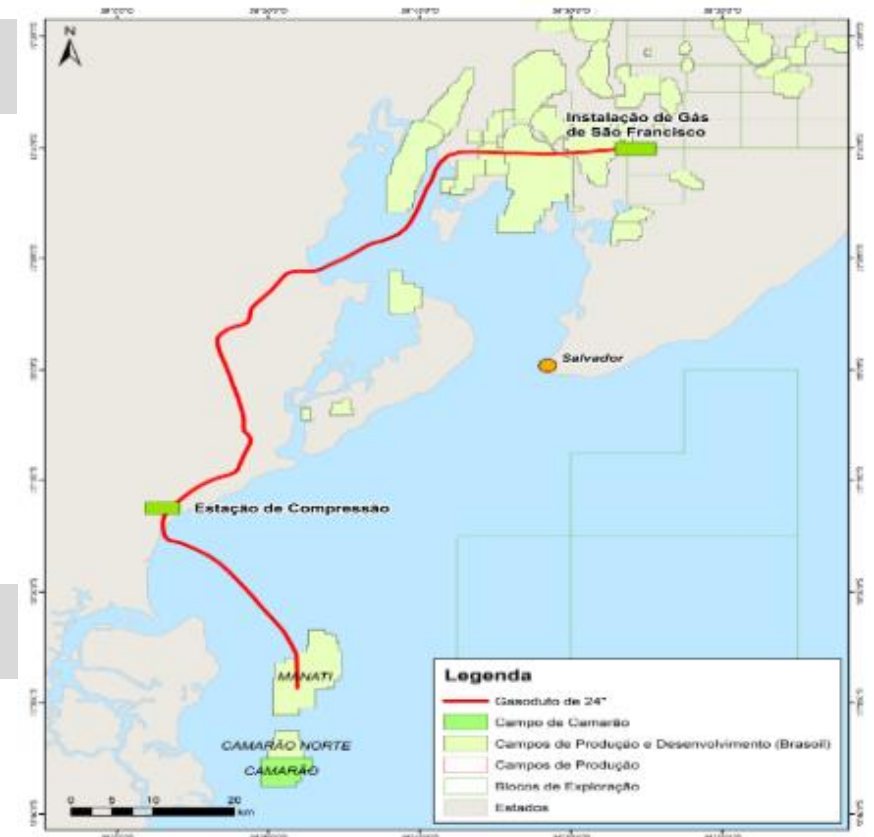 N
C
Instalação de Gás
de São Francisco
Salvador
Estação de Compressão
MANATI
CAMARÃO NORTE
CAMARÃO
0 5 10 20
km
Legenda
Gasoduto de 24"
Campo de Camarão
Campos de Produção e Desenvolvimento (Brasoil)
Campos de Produção
Blocos de Exploração
Estados